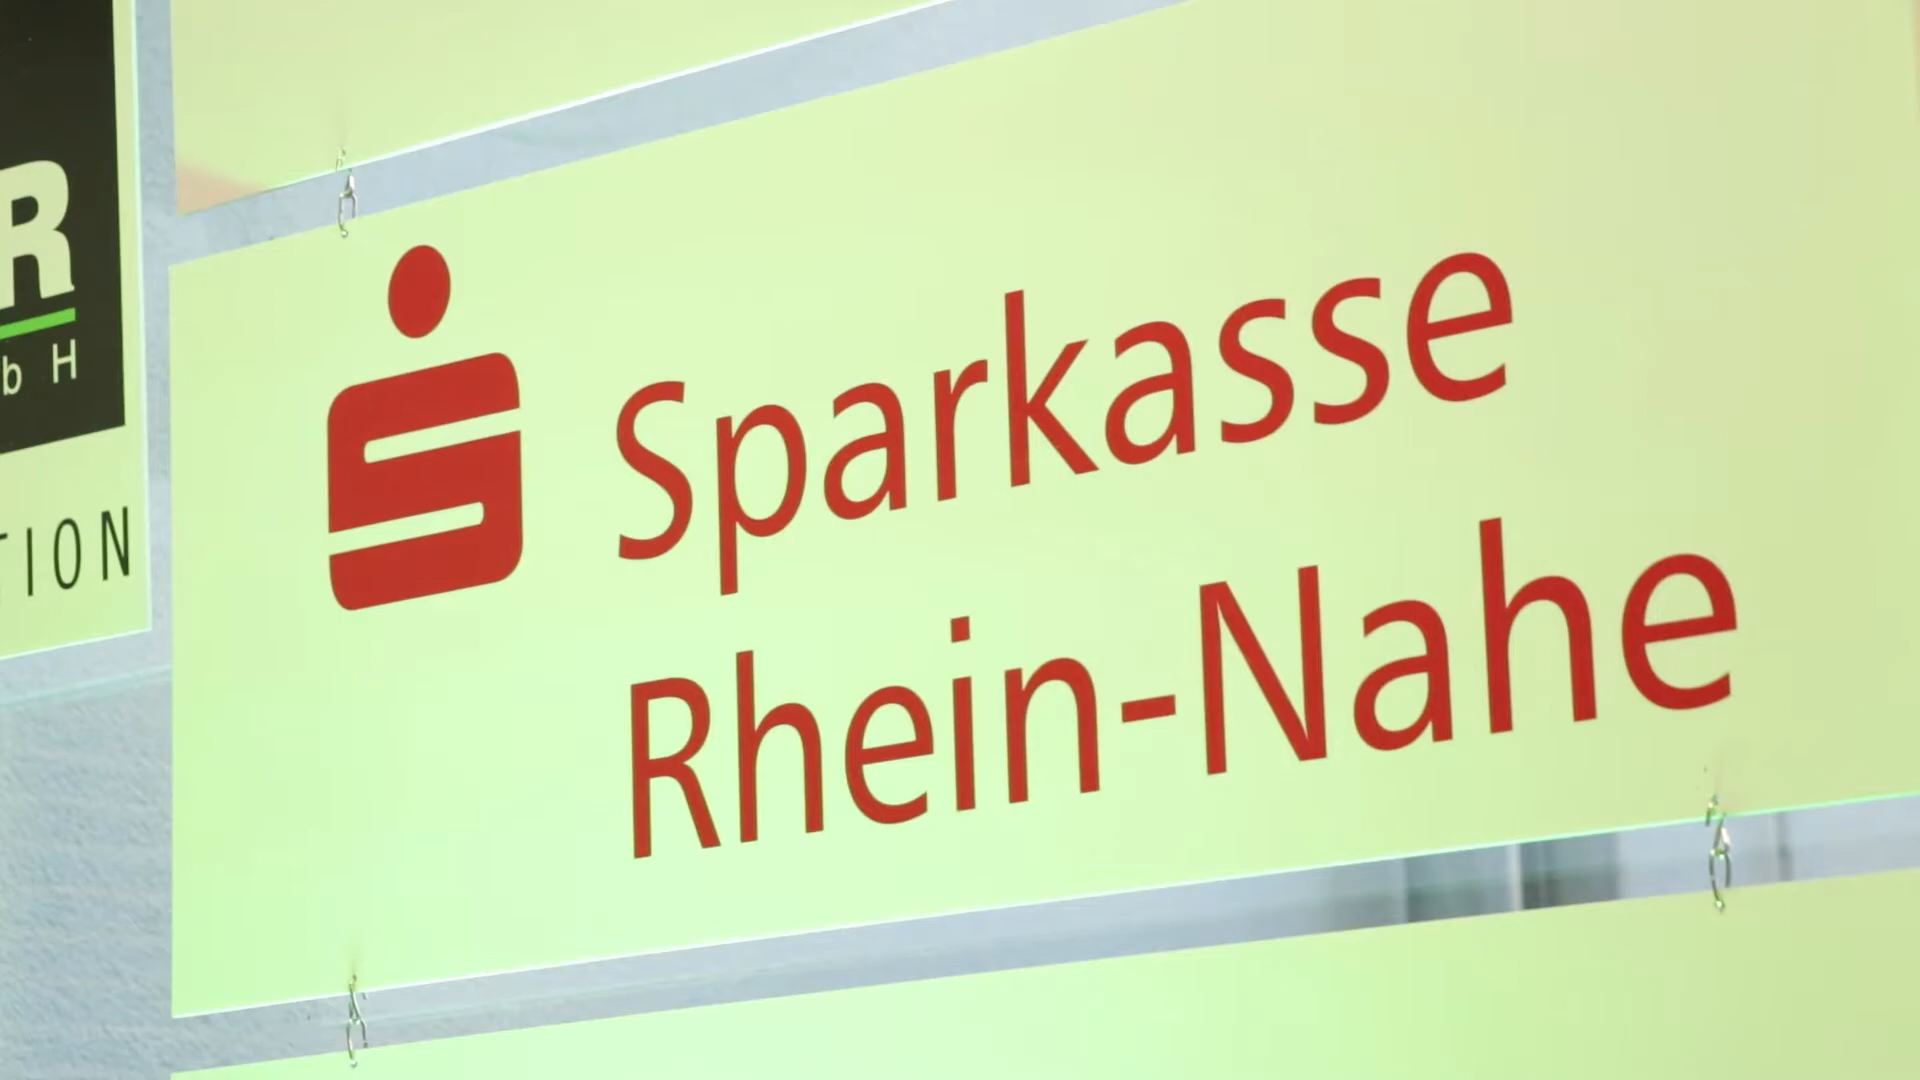 R
b H
TION
Sparkasse
Rhein-Nahe